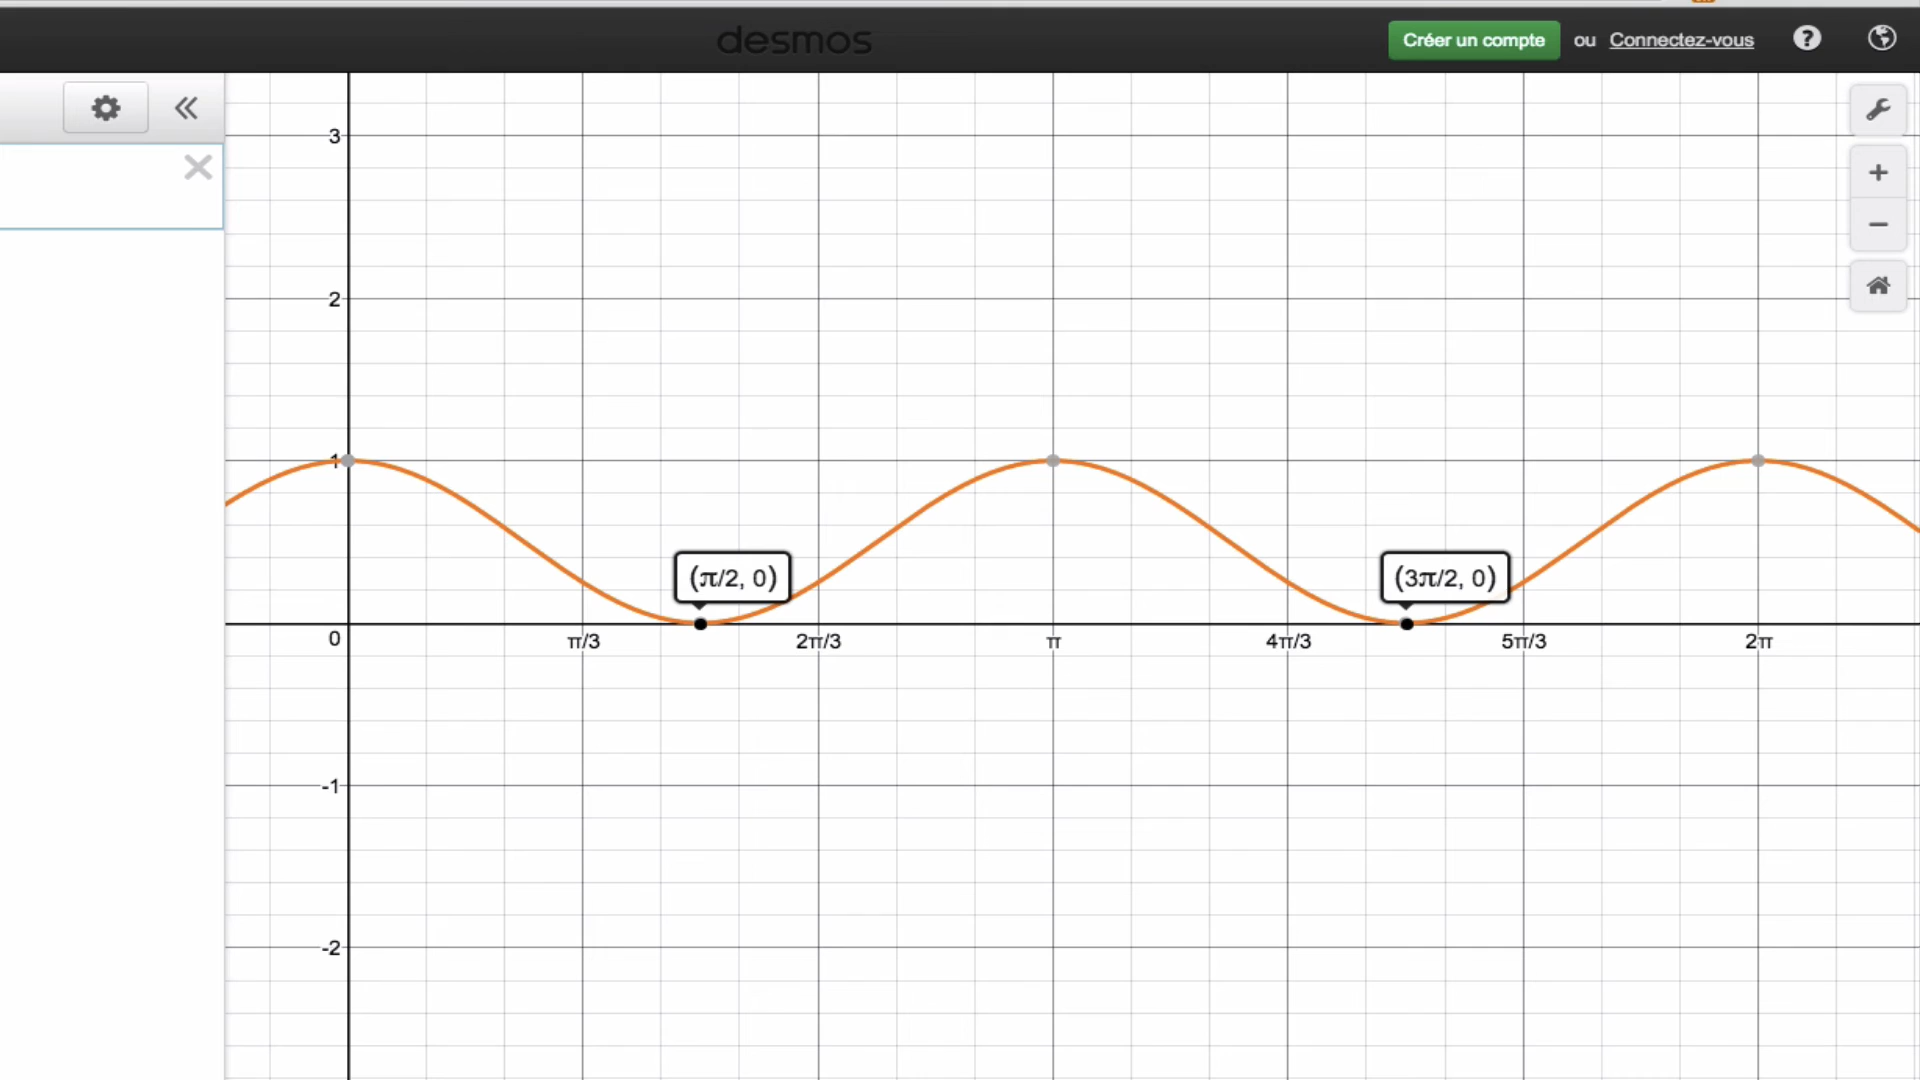 desmos
Créer un compte ou Connectez-vous ?
3
2
1
(π/2, 0) (3π/2, 0)
0 π/3 2π/3 π 4π/3 5π/3 2π
-1
-2